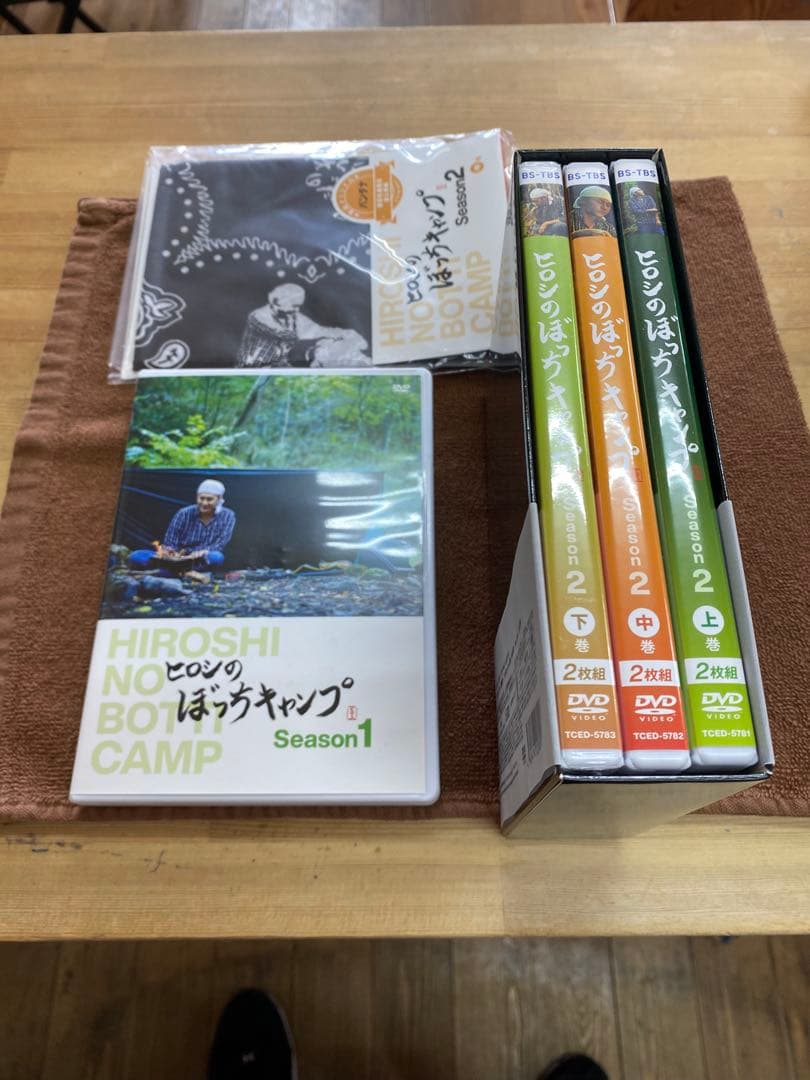 バンダナ
HIROSHI
NO
BOTTI
CAMP
ヒロシの
ぼっちキャンプ
Season2
DVD
HIROSHI
NO
BOTTI
CAMP
ヒロシの
ぼっちキャンプ
Season1
BS-TBS
ヒロシのぼっちキャンプ
Season 2
下巻
2枚組
DVD
VIDEO
TCED-5783
BS-TBS
ヒロシのぼっちキャンプ
Season 2
中巻
2枚組
DVD
VIDEO
TCED-5782
BS-TBS
ヒロシのぼっちキャンプ
Season 2
上巻
2枚組
DVD
VIDEO
TCED-5781